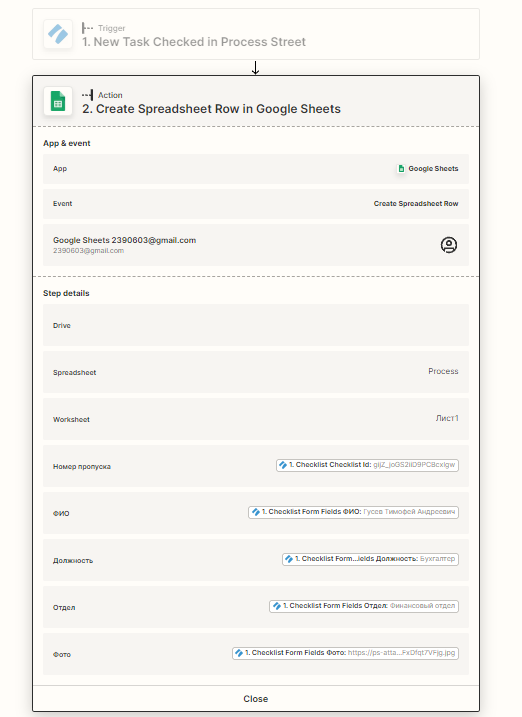 Trigger
1. New Task Checked in Process Street
Action
2. Create Spreadsheet Row in Google Sheets
App & event
App
Google Sheets
Event
Create Spreadsheet Row
Google Sheets 2390603@gmail.com
2390603@gmail.com
Step details
Drive
Spreadsheet
Process
Worksheet
Лист1
Номер пропуска
1. Checklist Checklist Id:
ФИО
1. Checklist Form Fields ФИО: Гусев Тимофей Андреевич
Должность
1. Checklist Form...ields Должность: Бухгалтер
Отдел
1. Checklist Form Fields Отдел: Финансовый отдел
Фото
1. Checklist Form Fields Фото: https://ps-atta...FxDfqt7VFjg.jpg
Close